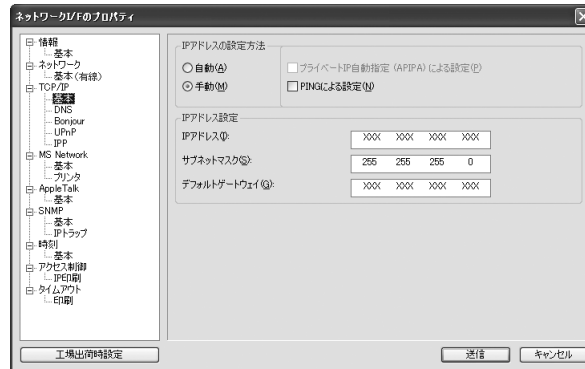 ネットワークI/Fのプロパティ
情報
基本
ネットワーク
基本(有線)
TCP/IP
基本
DNS
Bonjour
UPnP
IPP
MS Network
基本
プリンタ
AppleTalk
基本
SNMP
基本
IPトラップ
時刻
基本
アクセス制御
IPE印刷
タイムアウト
印刷
IPアドレスの設定方法
自動(A)
プライベートIP自動指定 (APIPA) による設定(P)
手動(M)
PINGによる設定(N)
IPアドレス設定
IPアドレス(I):
XXX XXX XXX XXX
サブネットマスク(S):
255 255 255 0
デフォルトゲートウェイ(G):
XXX XXX XXX XXX
工場出荷時設定
送信
キャンセル